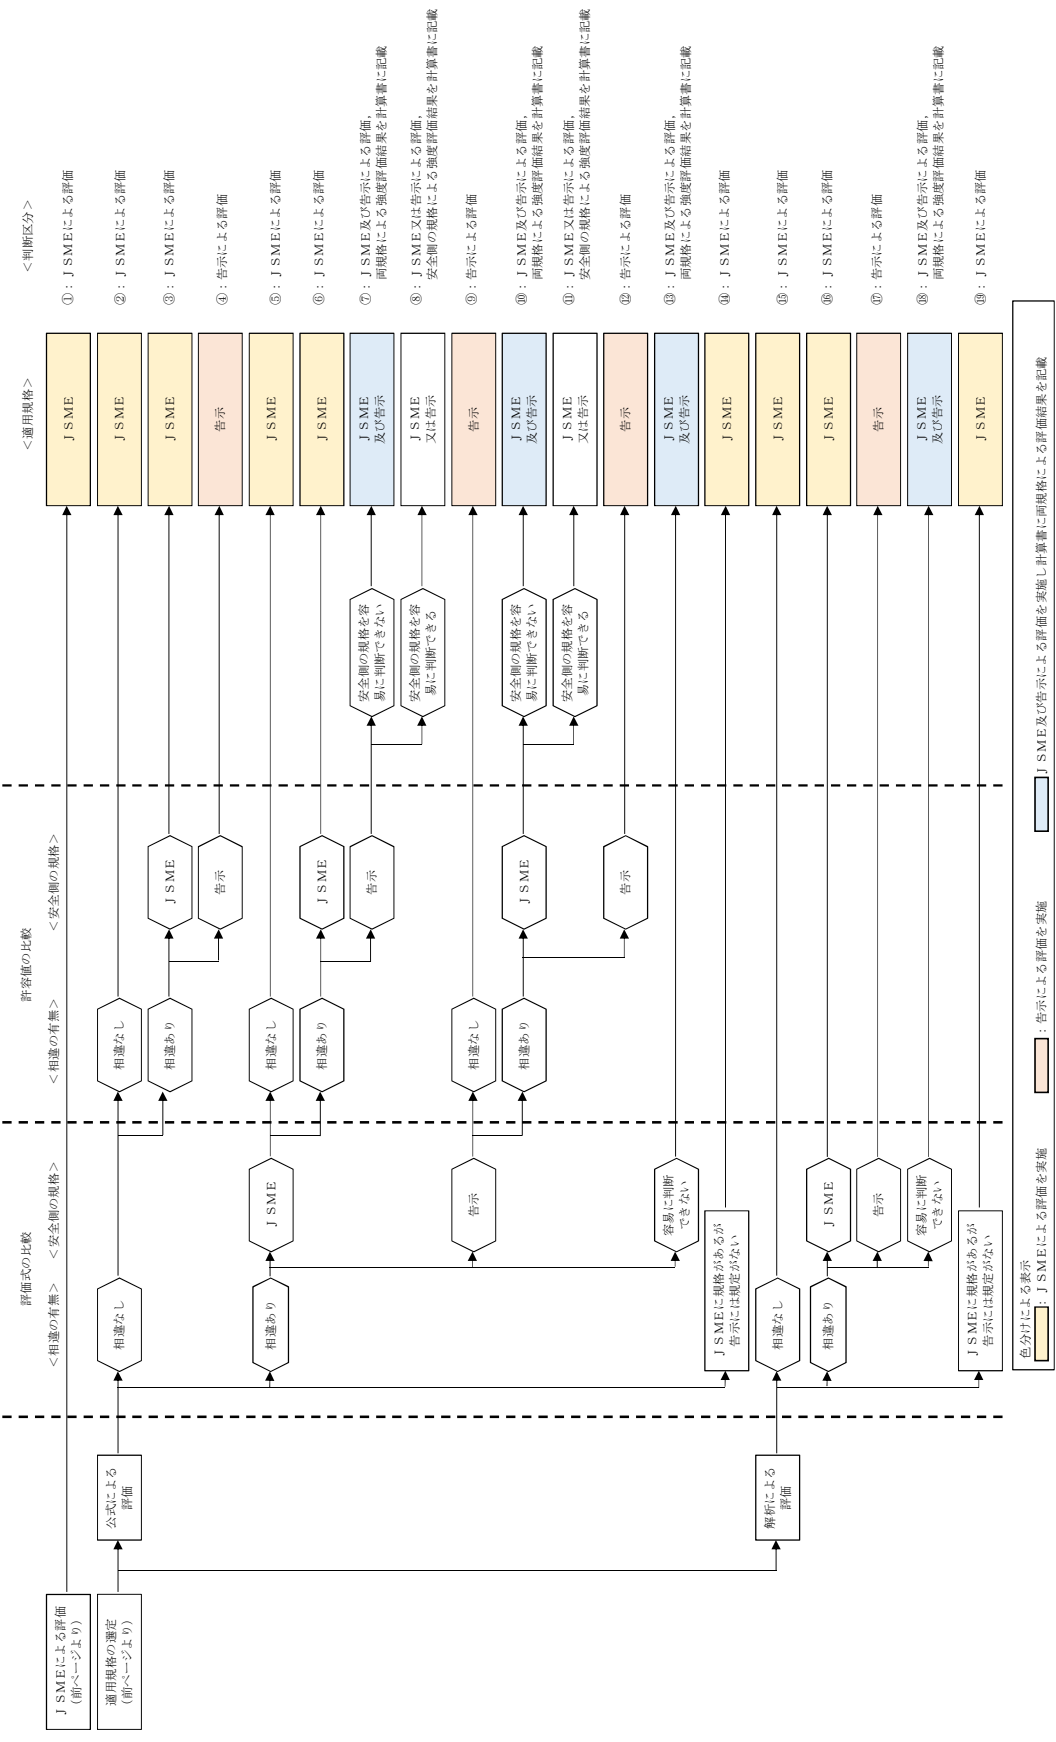 評価式の比較
許容値の比較
＜相違の有無＞
＜安全側の規格＞
＜相違の有無＞
＜安全側の規格＞
＜適用規格＞
＜判断区分＞
ＪＳＭＥによる評価
（前ページより）
ＪＳＭＥ
①：ＪＳＭＥによる評価
適用規格の選定
（前ページより）
公式による
評価
相違なし
相違なし
ＪＳＭＥ
②：ＪＳＭＥによる評価
相違あり
ＪＳＭＥ
ＪＳＭＥ
③：ＪＳＭＥによる評価
告示
告示
④：告示による評価
相違あり
ＪＳＭＥ
相違なし
ＪＳＭＥ
⑤：ＪＳＭＥによる評価
相違あり
ＪＳＭＥ
ＪＳＭＥ
⑥：ＪＳＭＥによる評価
告示
安全側の規格を容
易に判断できない
ＪＳＭＥ
及び告示
⑦：ＪＳＭＥ及び告示による評価，
両規格による強度評価結果を計算書に記載
安全側の規格を容
易に判断できる
ＪＳＭＥ
又は告示
⑧：ＪＳＭＥ又は告示による評価，
安全側の規格による強度評価結果を計算書に記載
告示
相違なし
告示
⑨：告示による評価
相違あり
ＪＳＭＥ
安全側の規格を容
易に判断できない
ＪＳＭＥ
及び告示
⑩：ＪＳＭＥ及び告示による評価，
両規格による強度評価結果を計算書に記載
安全側の規格を容
易に判断できる
ＪＳＭＥ
又は告示
⑪：ＪＳＭＥ又は告示による評価，
安全側の規格による強度評価結果を計算書に記載
告示
告示
⑫：告示による評価
容易に判断
できない
ＪＳＭＥ
及び告示
⑬：ＪＳＭＥ及び告示による評価，
両規格による強度評価結果を計算書に記載
ＪＳＭＥに規格があるが
告示には規定がない
ＪＳＭＥ
⑭：ＪＳＭＥによる評価
解析による
評価
相違なし
ＪＳＭＥ
⑮：ＪＳＭＥによる評価
相違あり
ＪＳＭＥ
ＪＳＭＥ
⑯：ＪＳＭＥによる評価
告示
告示
⑰：告示による評価
容易に判断
できない
ＪＳＭＥ
及び告示
⑱：ＪＳＭＥ及び告示による評価，
両規格による強度評価結果を計算書に記載
ＪＳＭＥに規格があるが
告示には規定がない
ＪＳＭＥ
⑲：ＪＳＭＥによる評価
色分けによる表示
：ＪＳＭＥによる評価を実施
：告示による評価を実施
：ＪＳＭＥ及び告示による評価を実施し計算書に両規格による評価結果を記載